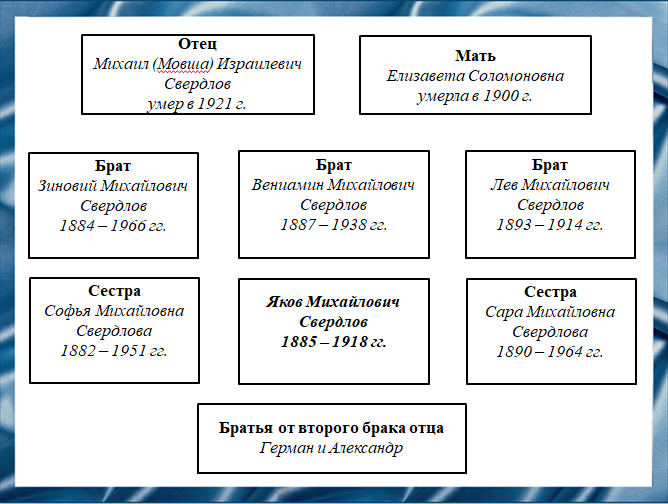 Отец
Михаил (Мовша) Израилевич
Свердлов
умер в 1921 г.
Мать
Елизавета Соломоновна
умерла в 1900 г.
Брат
Зиновий Михайлович
Свердлов
1884 – 1966 гг.
Брат
Вениамин Михайлович
Свердлов
1887 – 1938 гг.
Брат
Лев Михайлович
Свердлов
1893 – 1914 гг.
Сестра
Софья Михайловна
Свердлова
1882 – 1951 гг.
Яков Михайлович
Свердлов
1885 – 1918 гг.
Сестра
Сара Михайловна
Свердлова
1890 – 1964 гг.
Братья от второго брака отца
Герман и Александр